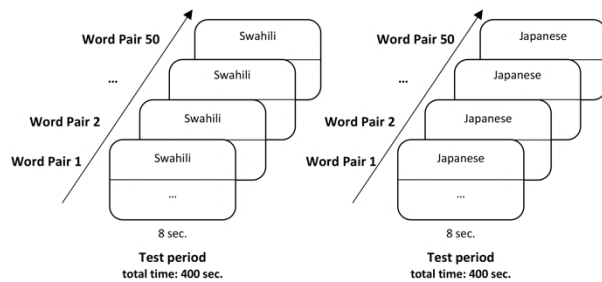 Word Pair 50
Swahili
...
Swahili
Word Pair 2
Swahili
Word Pair 1
Swahili
...
8 sec.
Test period
total time: 400 sec.
Word Pair 50
Japanese
...
Japanese
Word Pair 2
Japanese
Word Pair 1
Japanese
...
8 sec.
Test period
total time: 400 sec.